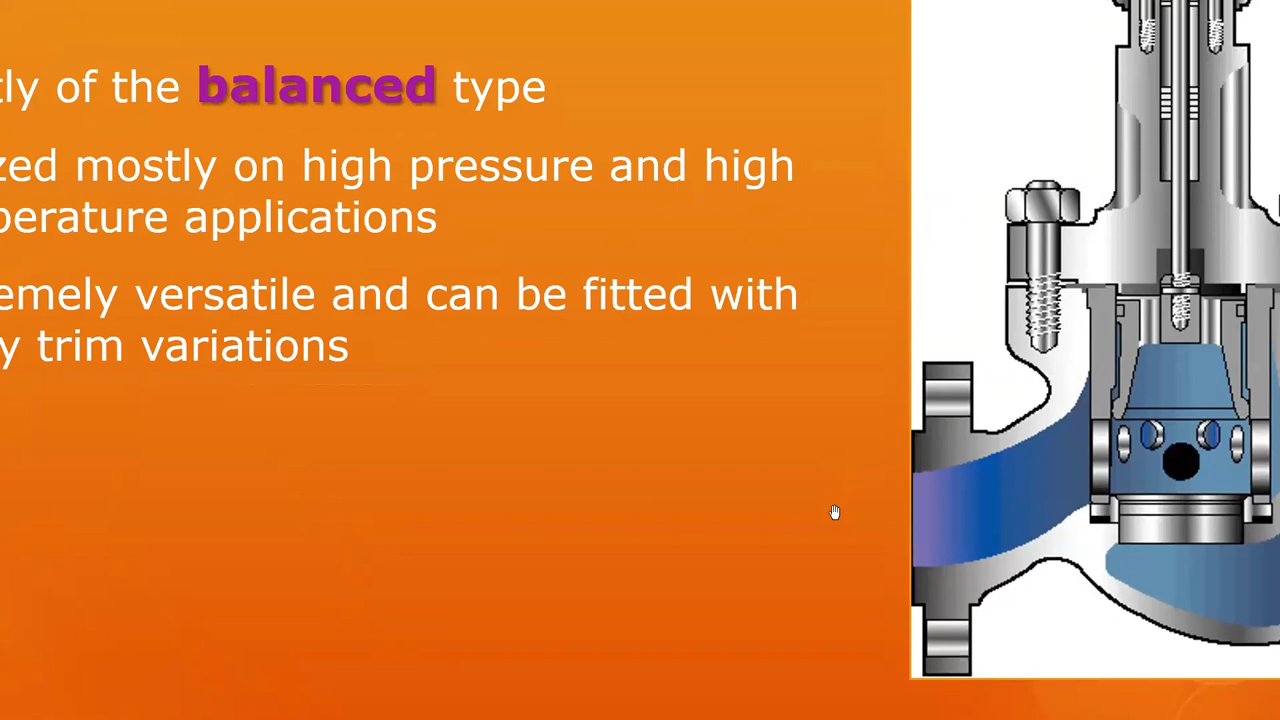 tly of the balanced type
zed mostly on high pressure and high
perature applications
emely versatile and can be fitted with
y trim variations